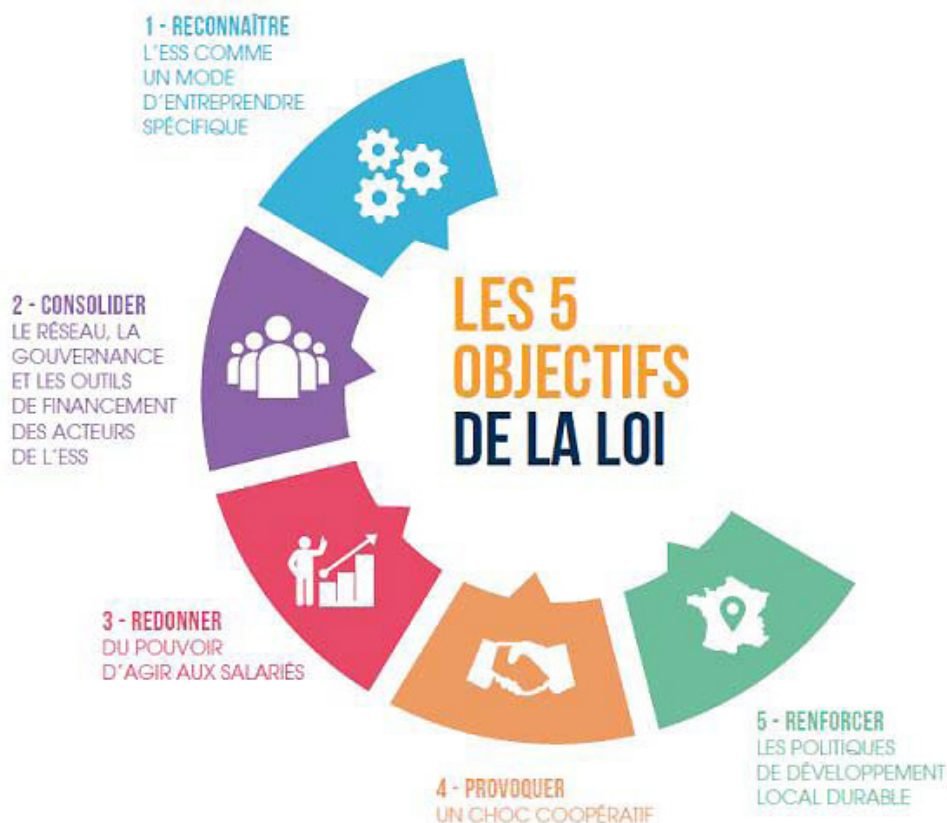 1 - RECONNAÎTRE
L'ESS COMME
UN MODE
D'ENTREPRENDRE
SPÉCIFIQUE
2 - CONSOLIDER
LE RÉSEAU, LA
GOUVERNANCE
ET LES OUTILS
DE FINANCEMENT
DES ACTEURS
DE L'ESS
LES 5
OBJECTIFS
DE LA LOI
3 - REDONNER
DU POUVOIR
D'AGIR AUX SALARIÉS
4 - PROVOQUER
UN CHOC COOPÉRATIF
5 - RENFORCER
LES POLITIQUES
DE DÉVELOPPEMENT
LOCAL DURABLE